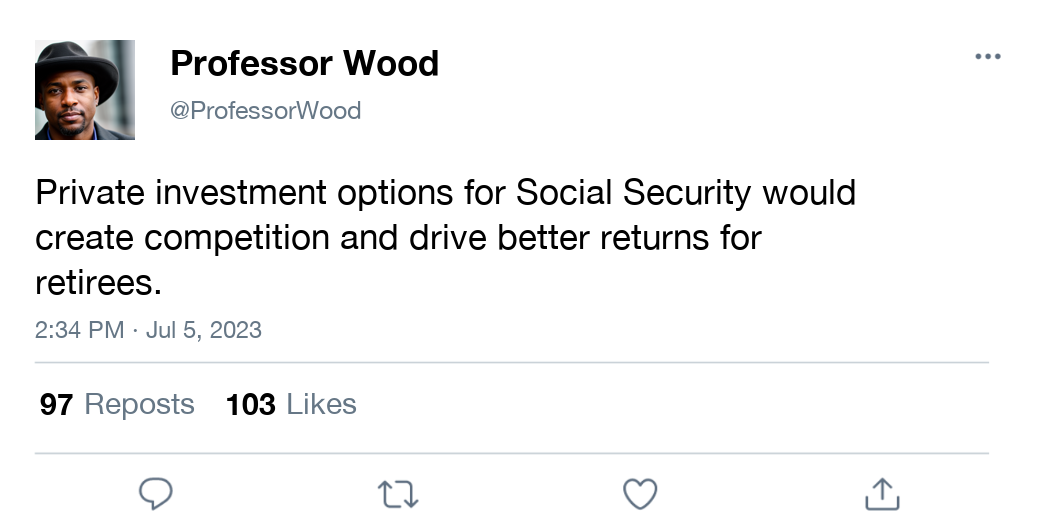 Professor Wood
@ProfessorWood
Private investment options for Social Security would
create competition and drive better returns for
retirees.
2:34 PM · Jul 5, 2023
97 Reposts 103 Likes